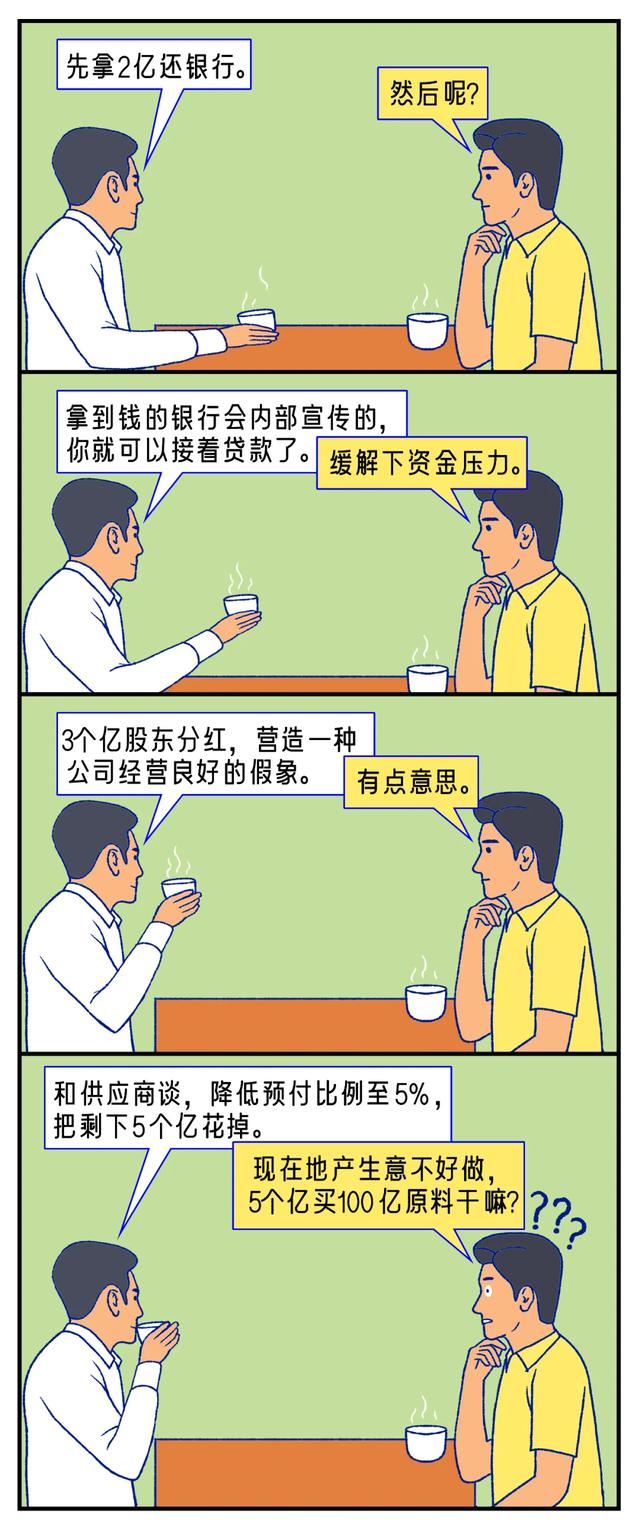 先拿2亿还银行。
然后呢?
拿到钱的银行会内部宣传的,
你就可以接着贷款了。
缓解下资金压力。
3个亿股东分红，营造一种
公司经营良好的假象。
有点意思。
和供应商谈，降低预付比例至5%,
把剩下5个亿花掉。
现在地产生意不好做,
5个亿买100亿原料干嘛?
???